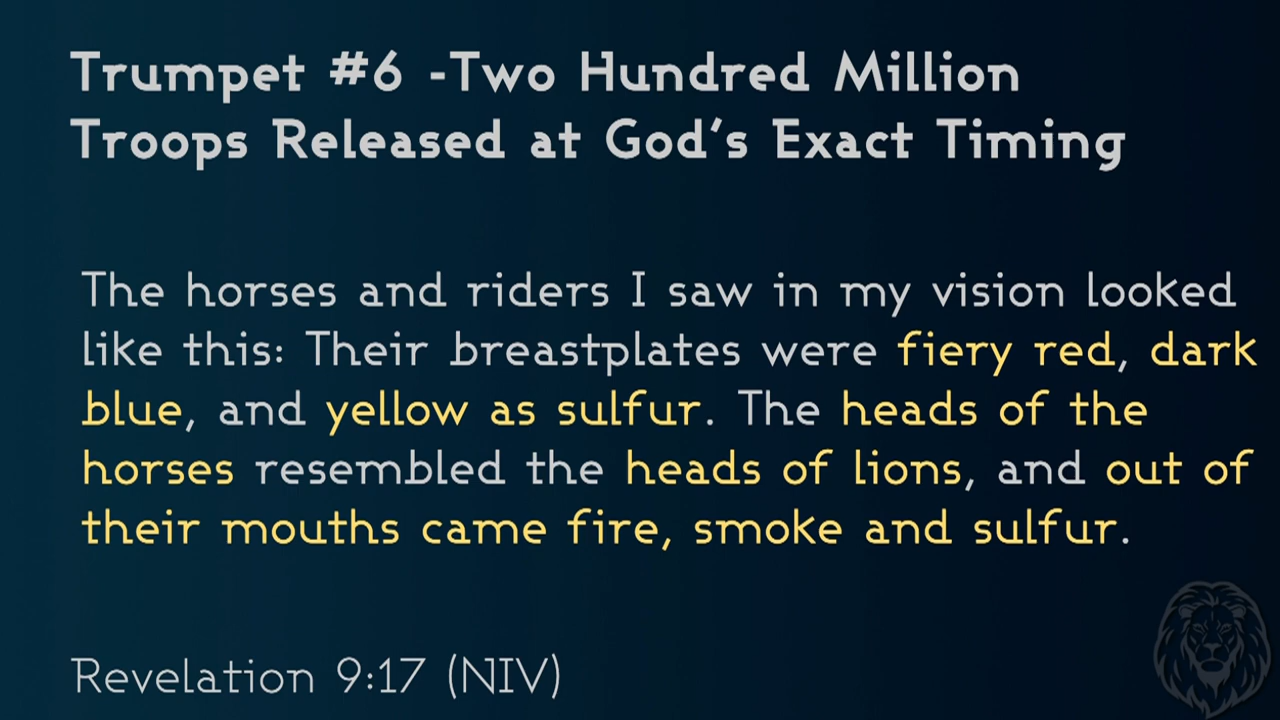 Trumpet #6 -Two Hundred Million
Troops Released at God's Exact Timing
The horses and riders I saw in my vision looked
like this: Their breastplates were fiery red, dark
blue, and yellow as sulfur. The heads of the
horses resembled the heads of lions, and out of
their mouths came fire, smoke and sulfur.
Revelation 9:17 (NIV)